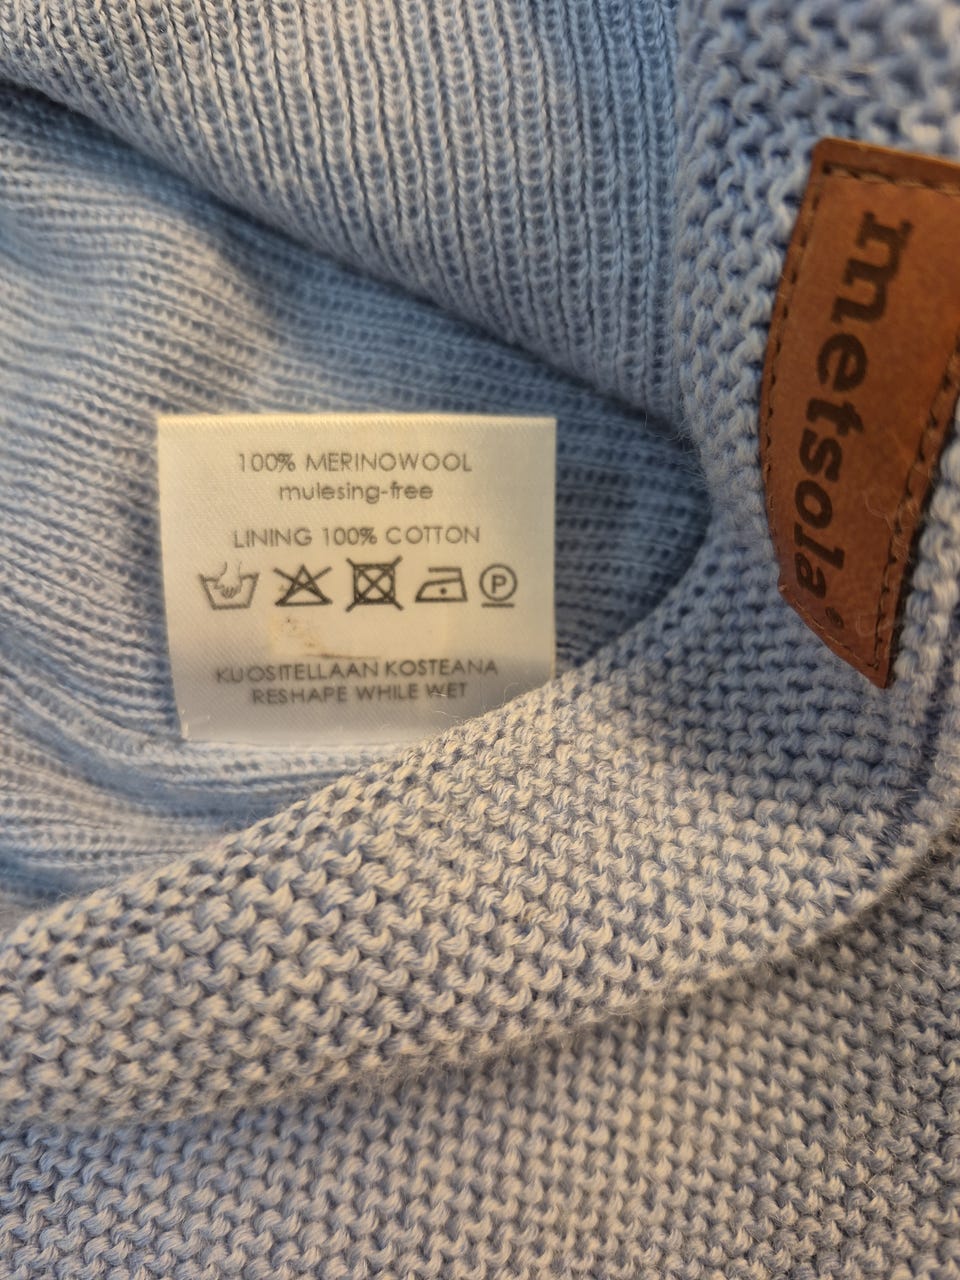 100% MERINOWOOL
mulesing-free
LINING 100% COTTON
P
KUOSITELLAAN KOSTEANA
RESHAPE WHILE WET
metsola